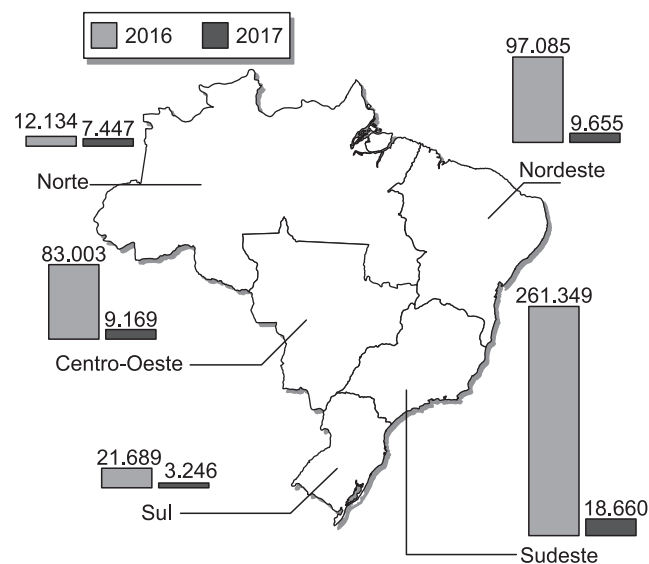 2016 2017
97.085
9.655
Nordeste
12.134 7.447
Norte
83.003
9.169
Centro-Oeste
261.349
18.660
Sudeste
21.689 3.246
Sul